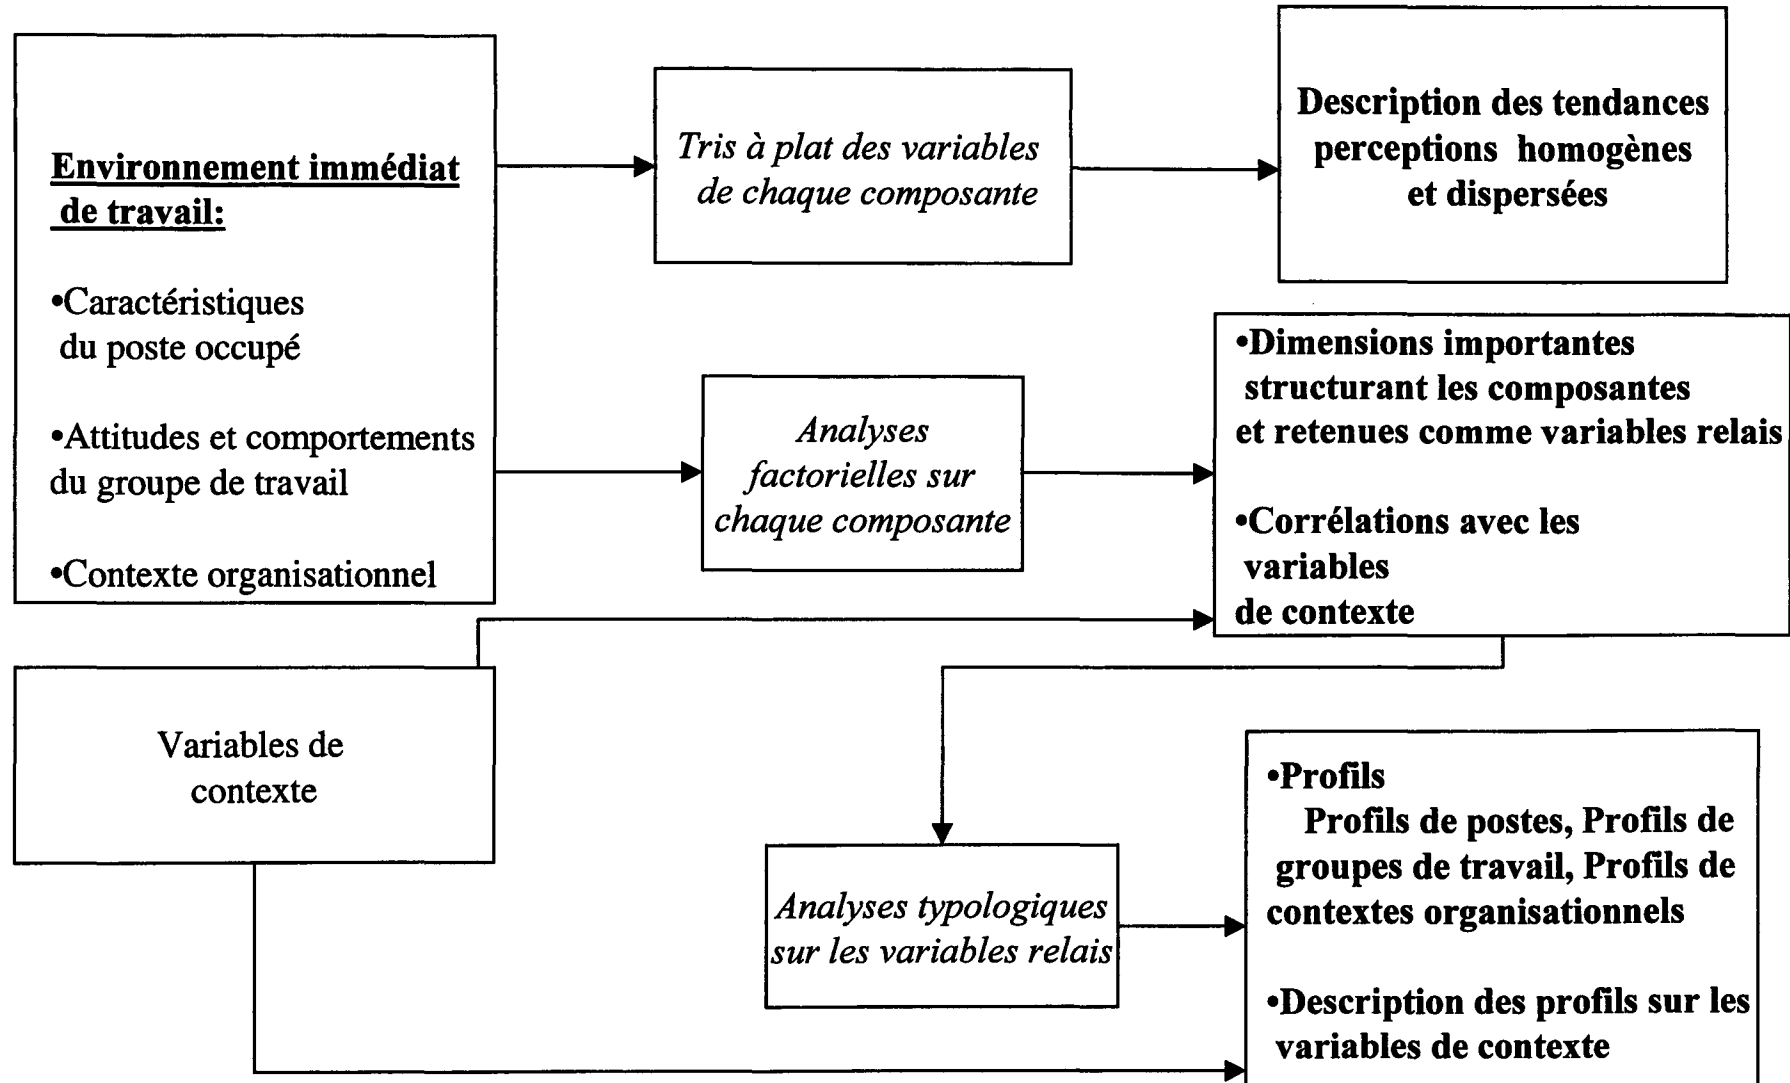 Environnement immédiat
de travail:
•Caractéristiques
du poste occupé
•Attitudes et comportements
du groupe de travail
•Contexte organisationnel
Tris à plat des variables
de chaque composante
Description des tendances
perceptions homogènes
et dispersées
Analyses
factorielles sur
chaque composante
•Dimensions importantes
structurant les composantes
et retenues comme variables relais
•Corrélations avec les
variables
de contexte
Variables de
contexte
Analyses typologiques
sur les variables relais
•Profils
Profils de postes, Profils de
groupes de travail, Profils de
contextes organisationnels
•Description des profils sur les
variables de contexte